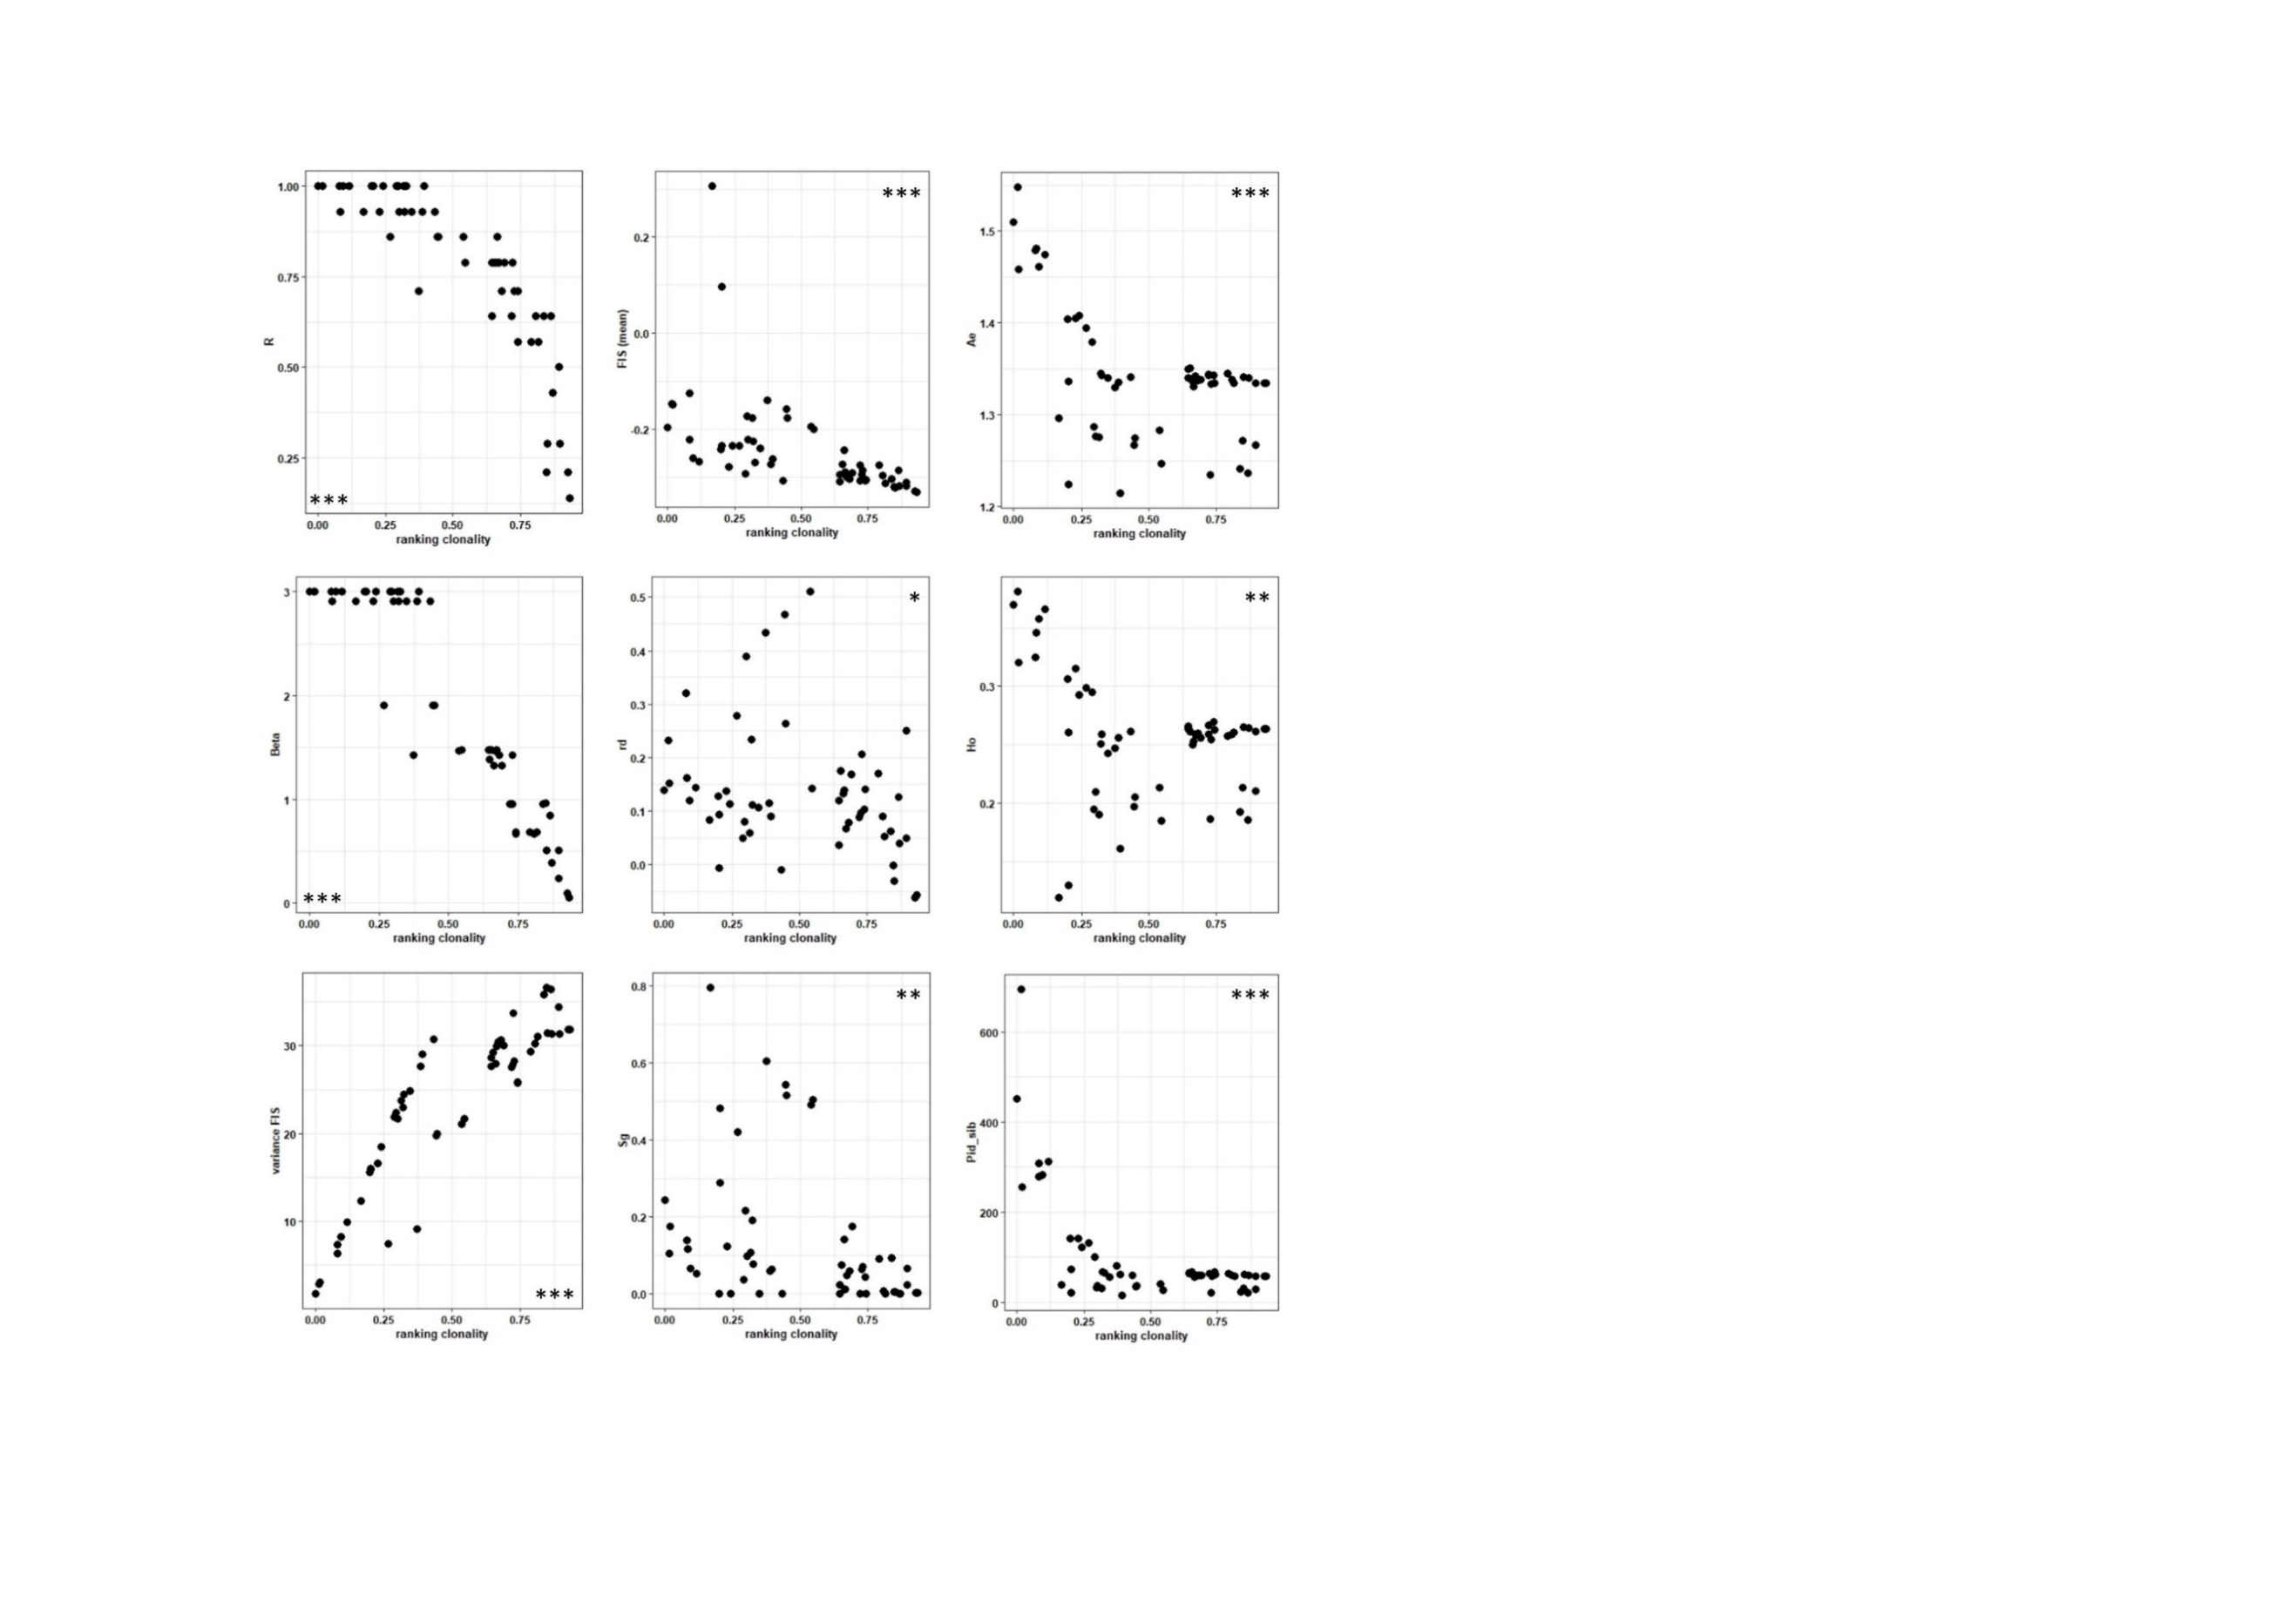 R
1.00
0.75
0.50
0.25
***
0.00 0.25 0.50 0.75
ranking clonality
FIS (mean)
***
0.2
0.0
-0.2
0.00 0.25 0.50 0.75
ranking clonality
Ae
***
1.5
1.4
1.3
1.2
0.00 0.25 0.50 0.75
ranking clonality
Beta
3
2
1
0
***
0.00 0.25 0.50 0.75
ranking clonality
rd
*
0.5
0.4
0.3
0.2
0.1
0.0
0.00 0.25 0.50 0.75
ranking clonality
Ho
**
0.3
0.2
0.00 0.25 0.50 0.75
ranking clonality
variance FIS
30
20
10
***
0.00 0.25 0.50 0.75
ranking clonality
Sg
**
0.8
0.6
0.4
0.2
0.0
0.00 0.25 0.50 0.75
ranking clonality
Pid_sib
***
600
400
200
0
0.00 0.25 0.50 0.75
ranking clonality